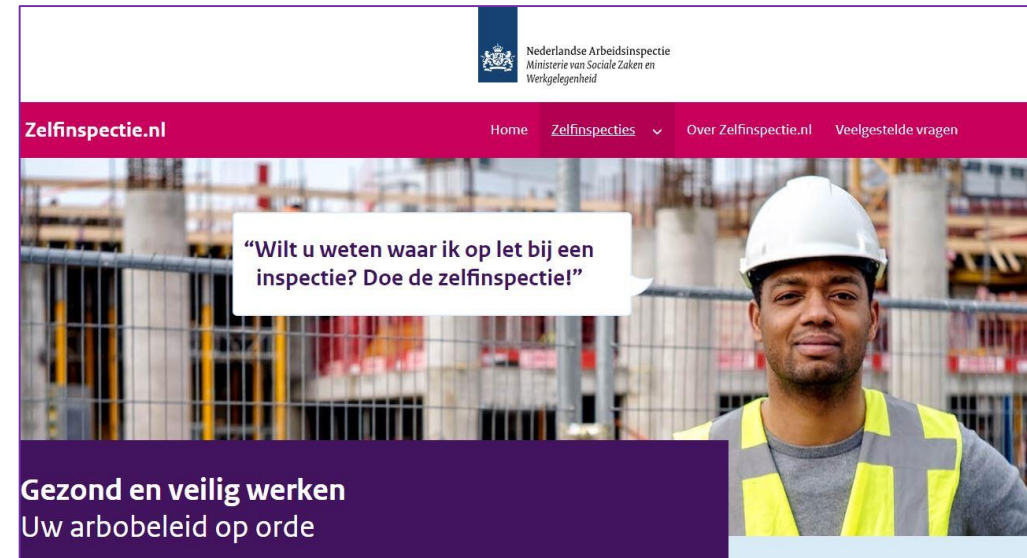 Nederlandse Arbeidsinspectie
Ministerie van Sociale Zaken en
Werkgelegenheid
Zelfinspectie.nl
Home Zelfinspecties Over Zelfinspectie.nl Veelgestelde vragen
“Wilt u weten waar ik op let bij een
inspectie? Doe de zelfinspectie!”
Gezond en veilig werken
Uw arbobeleid op orde